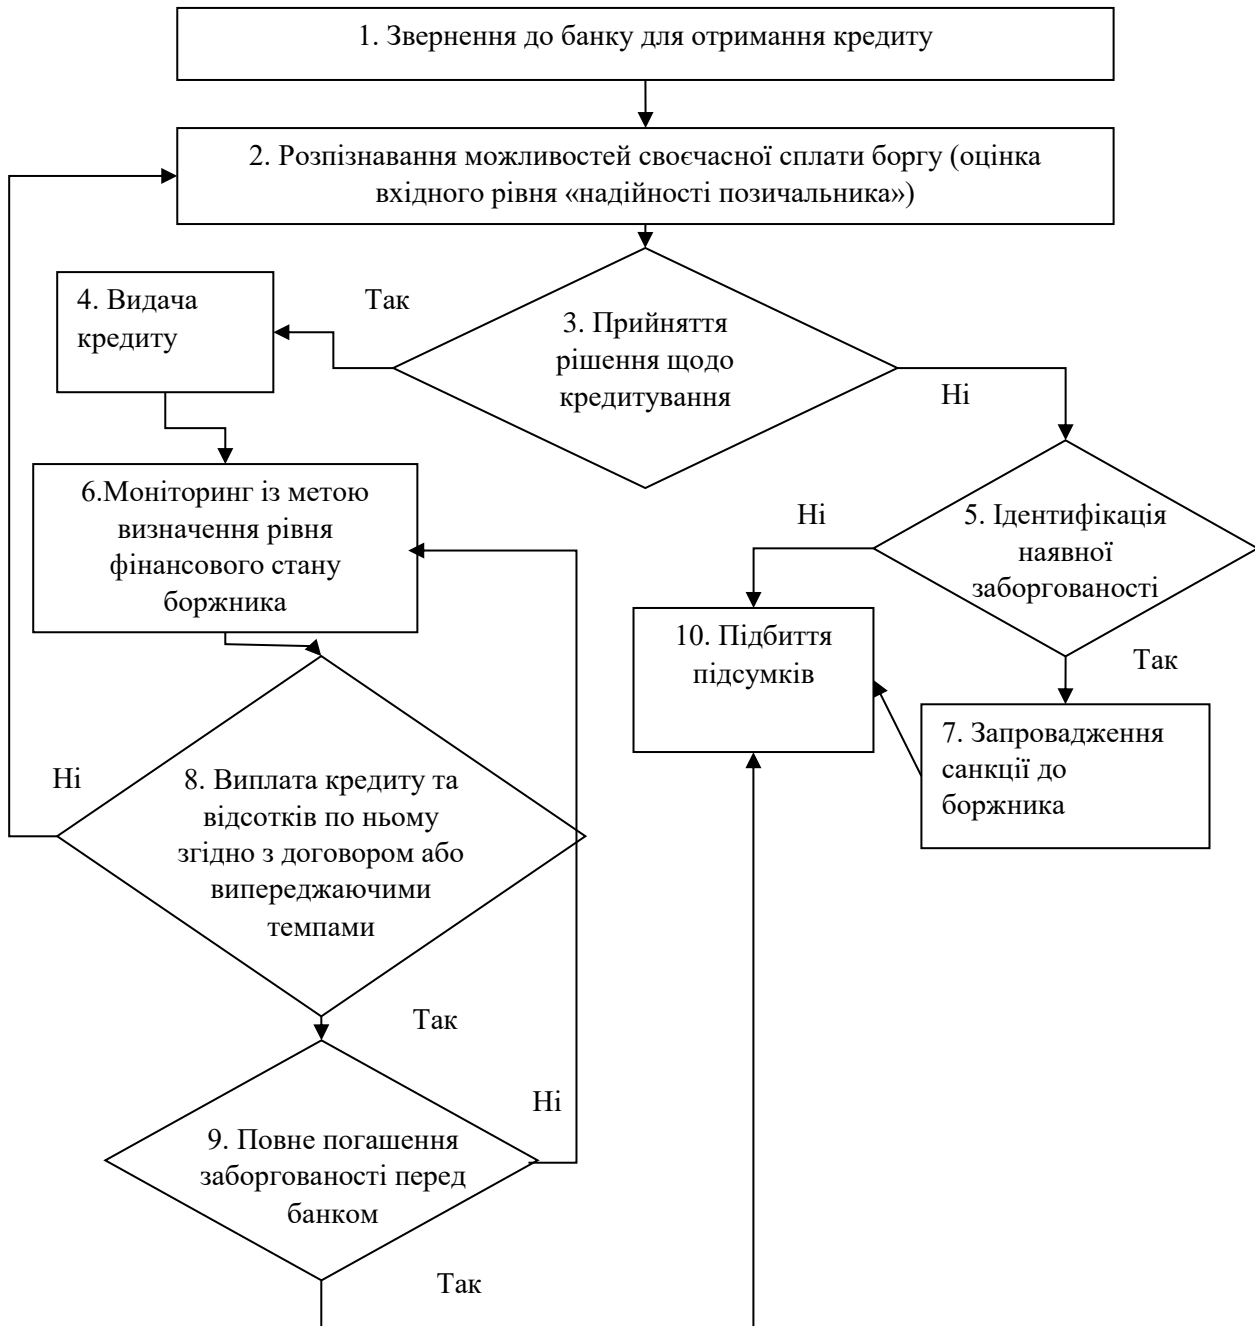 1. Звернення до банку для отримання кредиту
2. Розпізнавання можливостей своєчасної сплати боргу (оцінка
вхідного рівня «надійності позичальника»)
4. Видача
кредиту
Так
3. Прийняття
рішення щодо
кредитування
Ні
6.Моніторинг із метою
визначення рівня
фінансового стану
боржника
Ні
5. Ідентифікація
наявної
заборгованості
10. Підбиття
підсумків
Так
7. Запровадження
санкції до
боржника
Ні
8. Виплата кредиту та
відсотків по ньому
згідно з договором або
випереджаючими
темпами
Так
Ні
9. Повне погашення
заборгованості перед
банком
Так